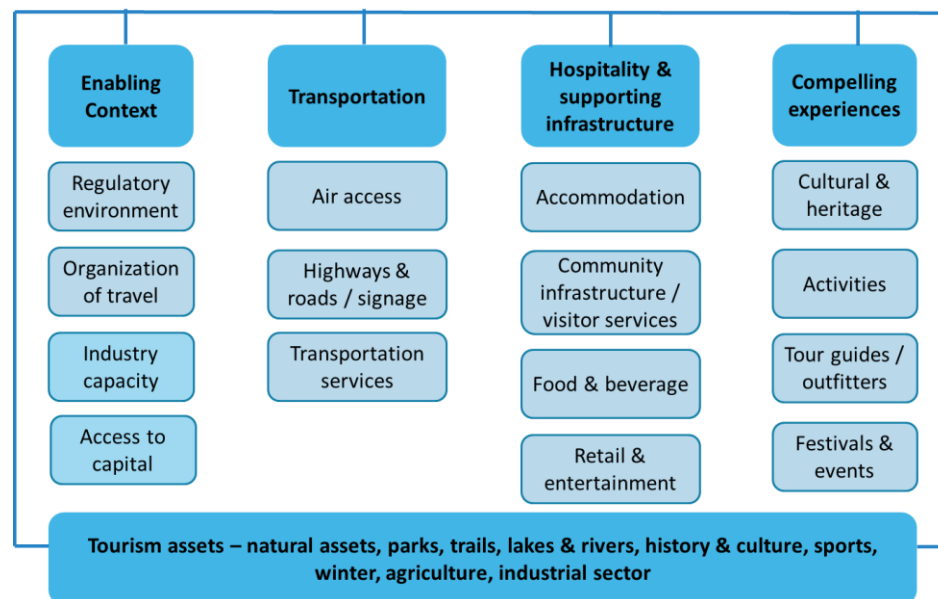 Enabling
Context
Regulatory
environment
Organization
of travel
Industry
capacity
Access to
capital
Transportation
Air access
Highways &
roads / signage
Transportation
services
Hospitality &
supporting
infrastructure
Accommodation
Community
infrastructure /
visitor services
Food & beverage
Retail &
entertainment
Compelling
experiences
Cultural &
heritage
Activities
Tour guides /
outfitters
Festivals &
events
Tourism assets – natural assets, parks, trails, lakes & rivers, history & culture, sports,
winter, agriculture, industrial sector